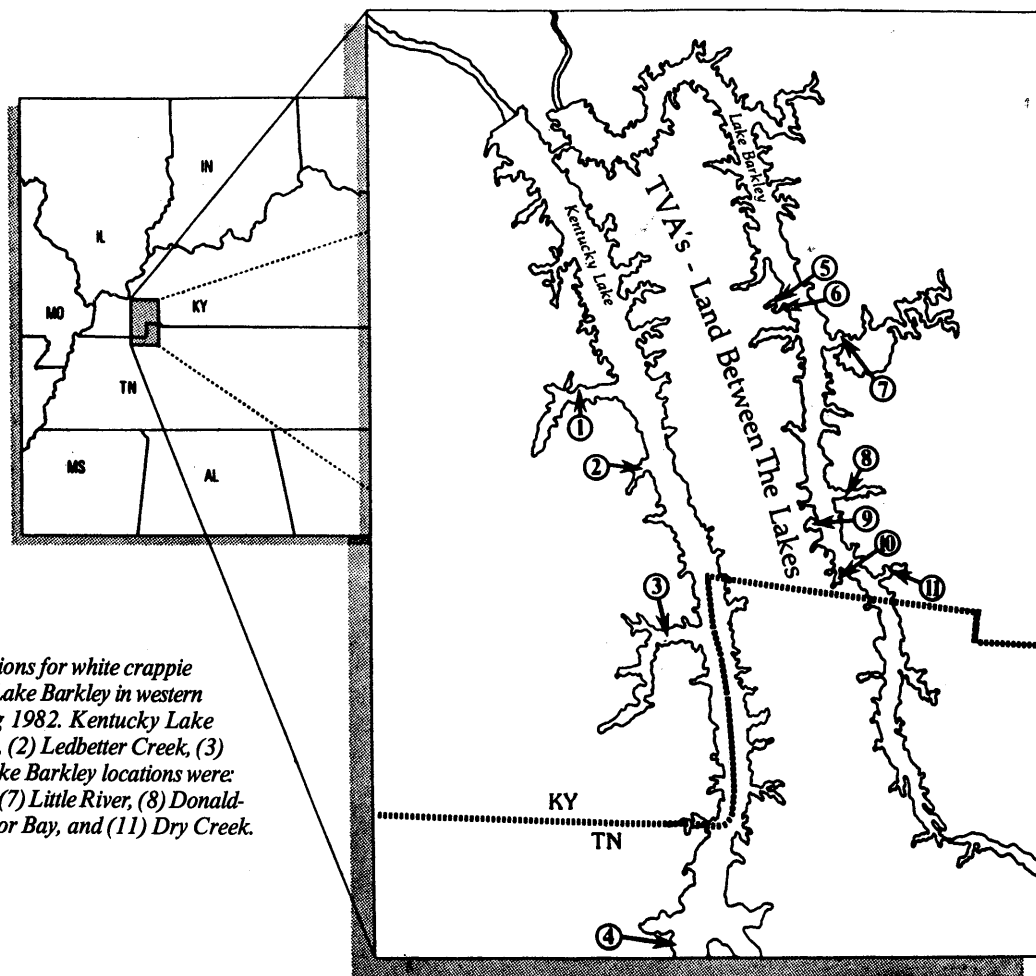 IN
IL
MO
KY
TN
MS
AL
Lake Barkley
Kentucky Lake
TVA's - Land Between The Lakes
5
6
7
1
2
8
9
10
11
3
KY
TN
4
ions for white crappie
Lake Barkley in western
g 1982. Kentucky Lake
, (2) Ledbetter Creek, (3)
ke Barkley locations were:
(7) Little River, (8) Donald-
or Bay, and (11) Dry Creek.